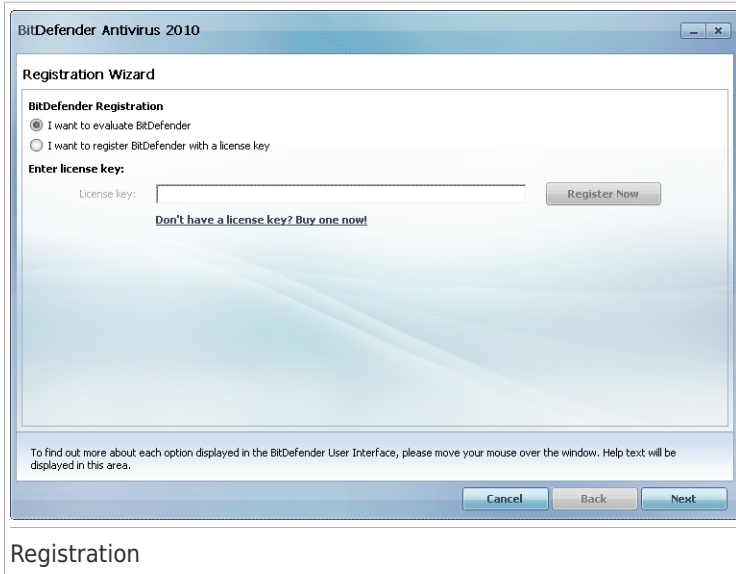 BitDefender Antivirus 2010
Registration Wizard
BitDefender Registration
I want to evaluate BitDefender
I want to register BitDefender with a license key
Enter license key:
License key:
Register Now
Don't have a license key? Buy one now!
To find out more about each option displayed in the BitDefender User Interface, please move your mouse over the window. Help text will be
displayed in this area.
Cancel Back Next
Registration